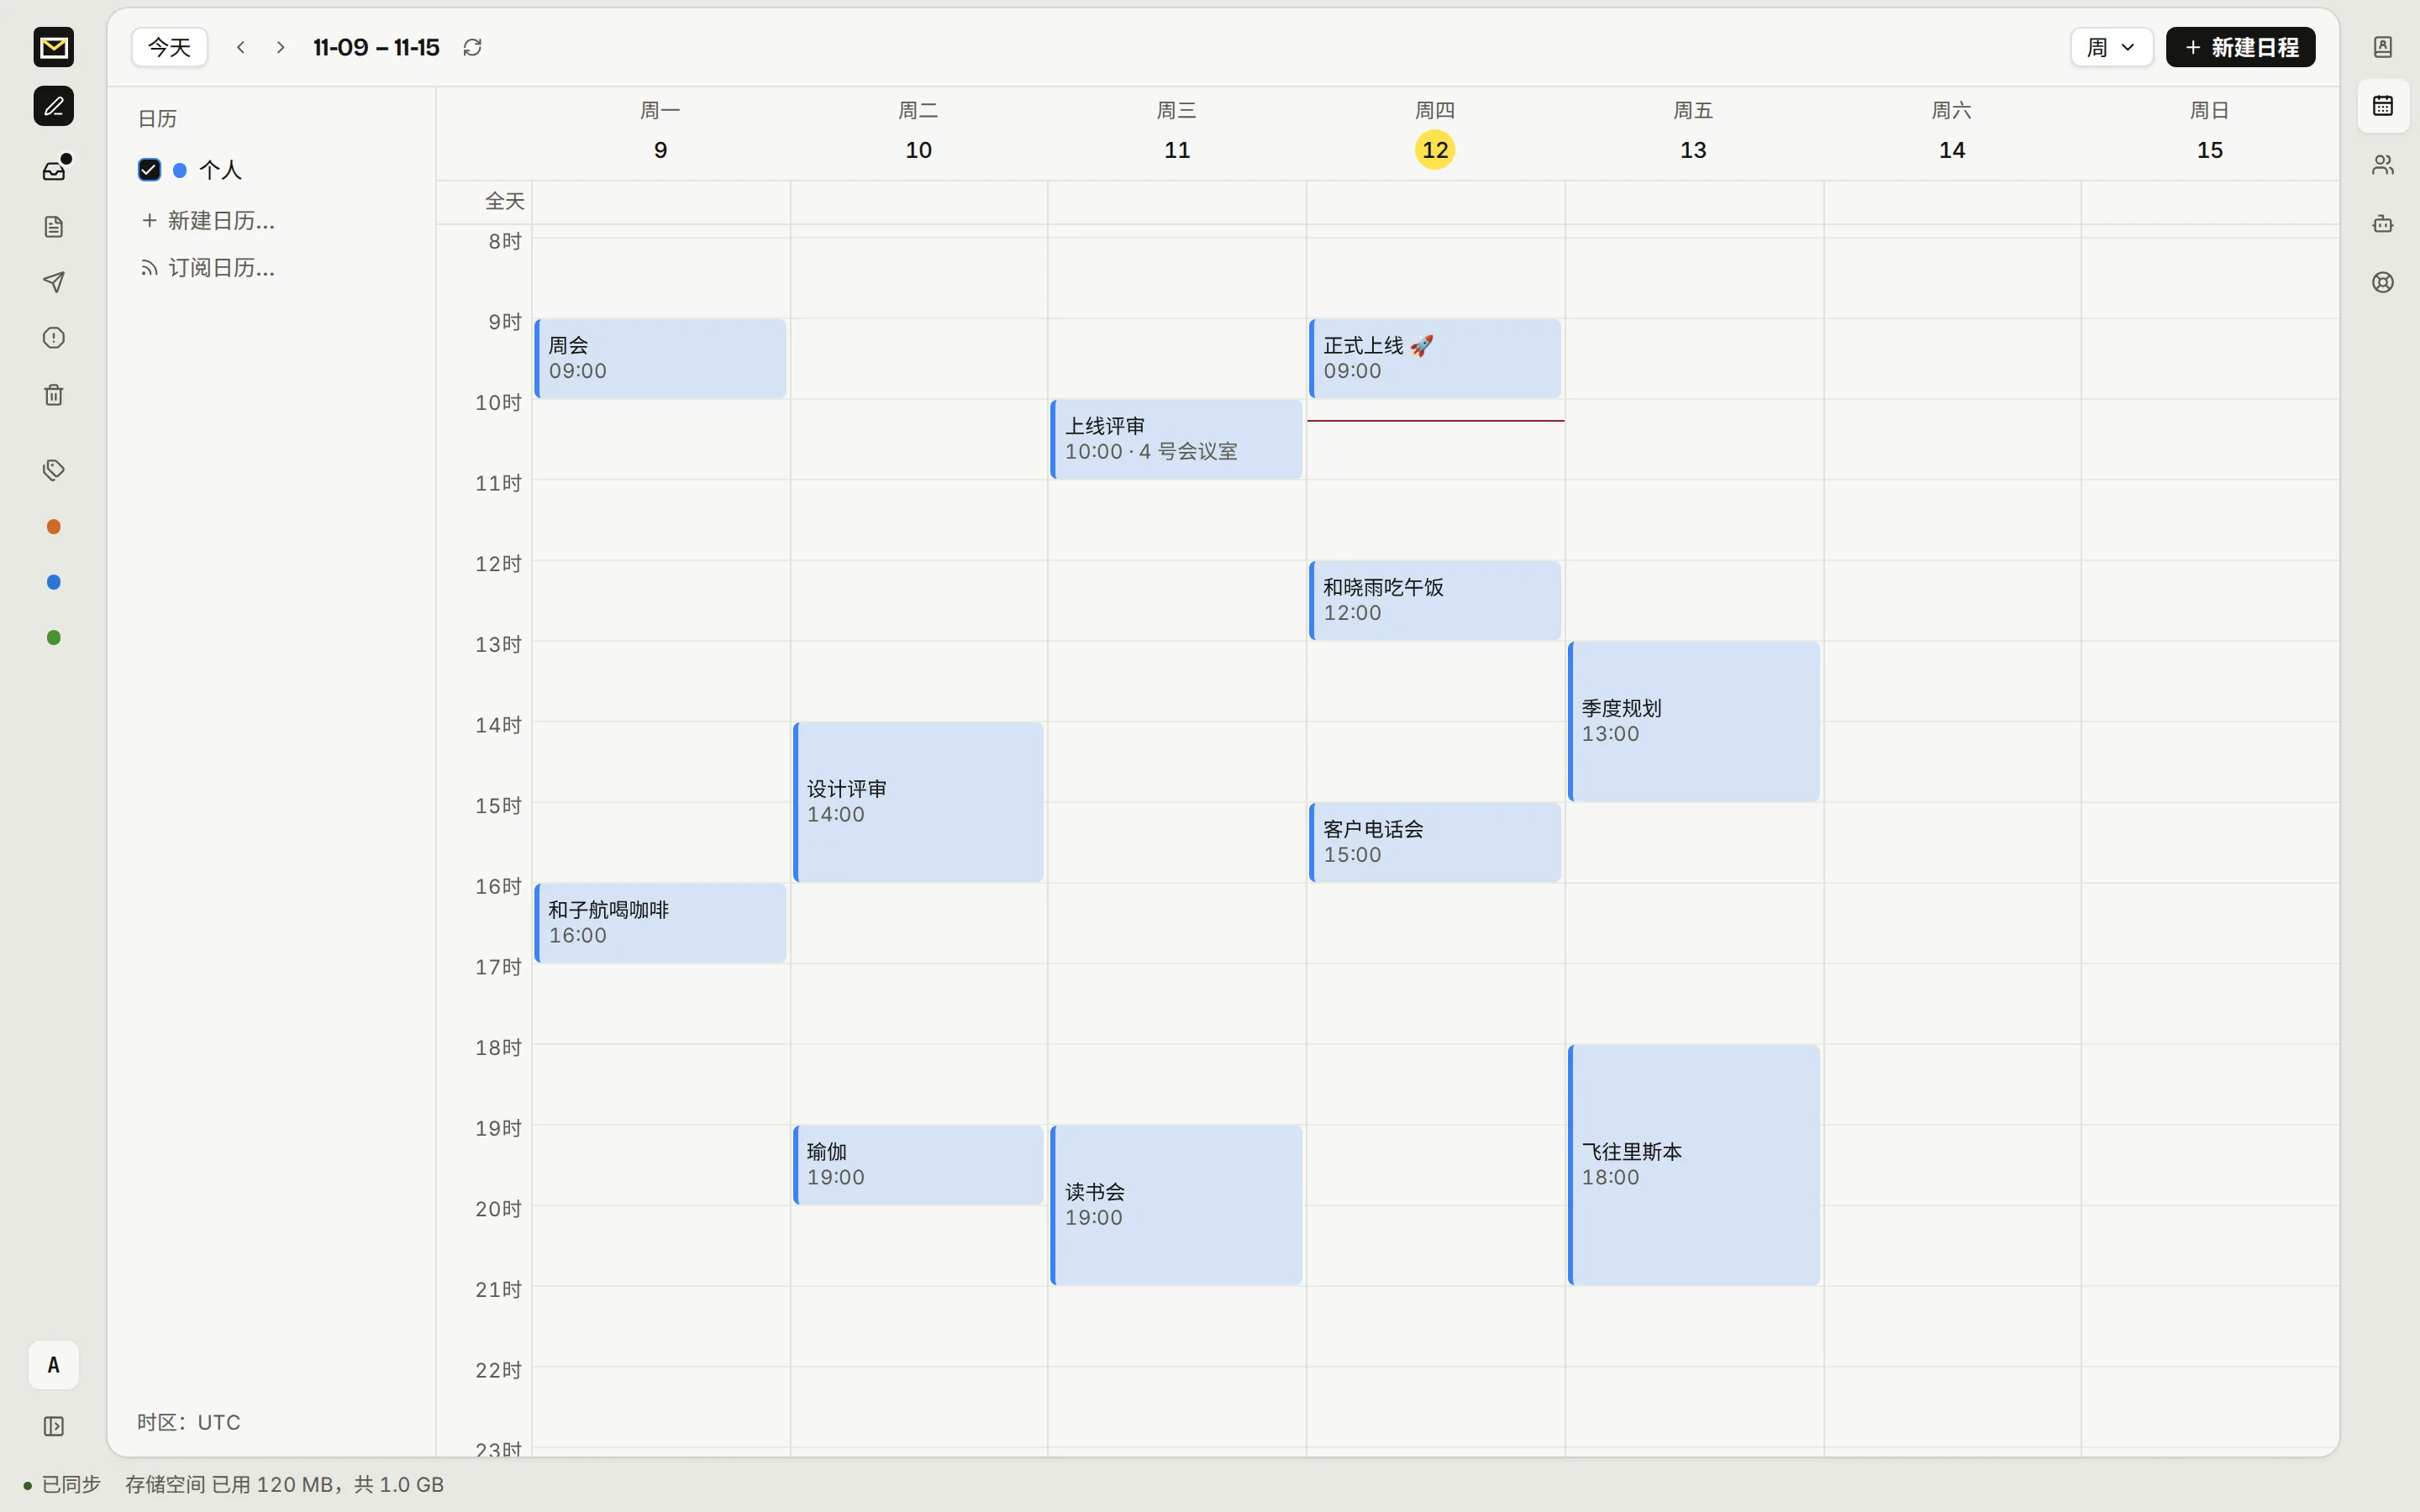 今天
11-09 – 11-15
周
新建日程
日历
个人
新建日历...
订阅日历...
时区：UTC
周一
9
周二
10
周三
11
周四
12
周五
13
周六
14
周日
15
全天
8时
9时
10时
11时
12时
13时
14时
15时
16时
17时
18时
19时
20时
21时
22时
23时
周会
09:00
和子航喝咖啡
16:00
设计评审
14:00
瑜伽
19:00
上线评审
10:00 · 4 号会议室
读书会
19:00
正式上线 🚀
09:00
和晓雨吃午饭
12:00
客户电话会
15:00
季度规划
13:00
飞往里斯本
18:00
A
已同步
存储空间 已用 120 MB，共 1.0 GB